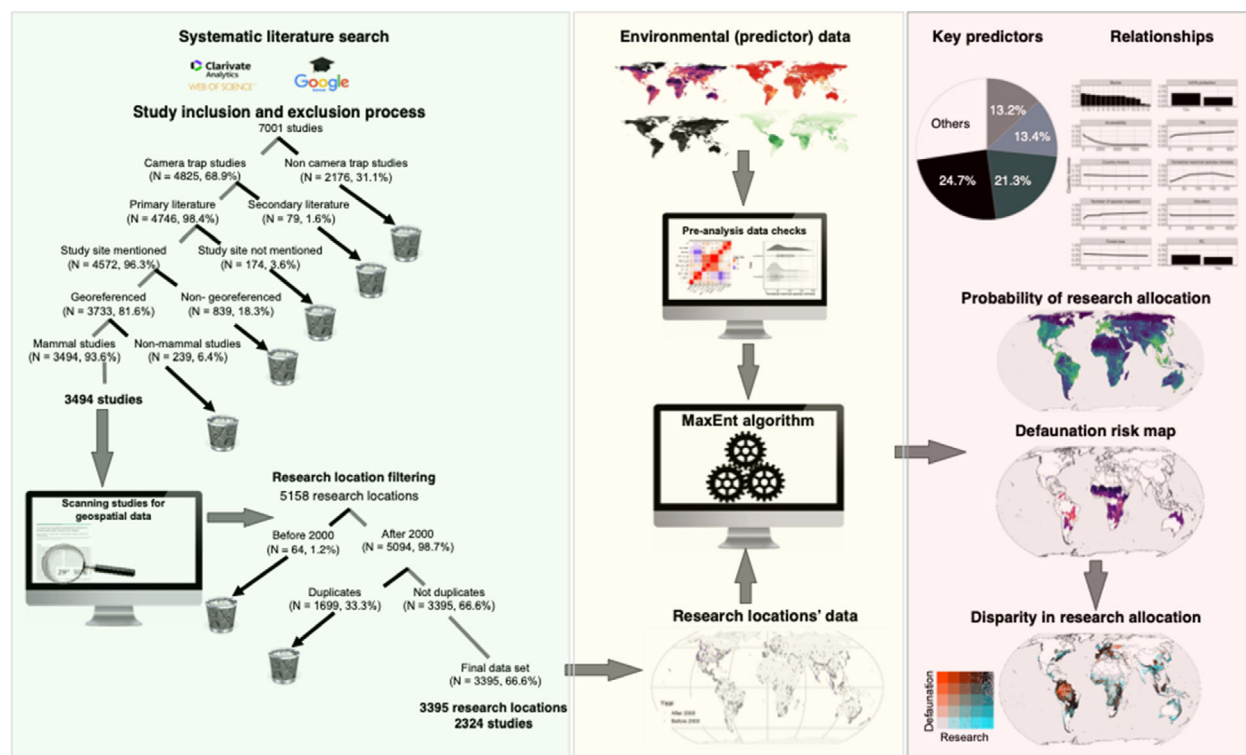 Systematic literature search
Clarivate
Analytics
WEB OF SCIENCE
Google
Study inclusion and exclusion process
7001 studies
Camera trap studies
(N = 4825, 68.9%)
Non camera trap studies
(N = 2176, 31.1%)
Primary literature
(N = 4746, 98.4%)
Secondary literature
(N = 79, 1.6%)
Study site mentioned
(N = 4572, 96.3%)
Study site not mentioned
(N = 174, 3.6%)
Georeferenced
(N = 3733, 81.6%)
Non- georeferenced
(N = 839, 18.3%)
Mammal studies
(N = 3494, 93.6%)
Non-mammal studies
(N = 239, 6.4%)
3494 studies
Scanning studies for
geospatial data
Research location filtering
5158 research locations
Before 2000
(N = 64, 1.2%)
After 2000
(N = 5094, 98.7%)
Duplicates
(N = 1699, 33.3%)
Not duplicates
(N = 3395, 66.6%)
Final data set
(N = 3395, 66.6%)
3395 research locations
2324 studies
Environmental (predictor) data
Pre-analysis data checks
MaxEnt algorithm
Research locations' data
Year
After 2000
Before 2000
Key predictors
Others
13.2%
13.4%
21.3%
24.7%
Relationships
Probability of research allocation
Defaunation risk map
Disparity in research allocation
Defaunation
Research